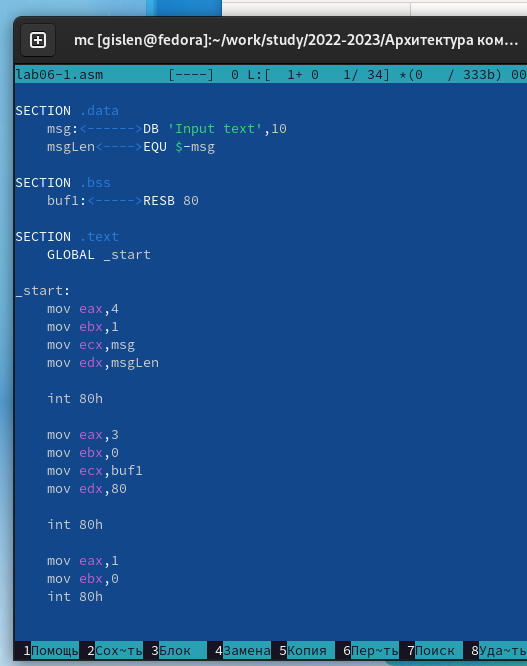 mc [gislen@fedora]:~/work/study/2022-2023/Архитектура ком...
lab06-1.asm [----] 0 L:[ 1+ 0 1/ 34] *(0 / 333b) 00
SECTION .data
msg:<------>DB 'Input text',10
msgLen<---->EQU $-msg
SECTION .bss
buf1:<----->RESB 80
SECTION .text
GLOBAL _start
_start:
mov eax,4
mov ebx,1
mov ecx,msg
mov edx,msgLen
int 80h
mov eax,3
mov ebx,0
mov ecx,buf1
mov edx,80
int 80h
mov eax,1
mov ebx,0
int 80h
1Помощь 2Сох~ть 3Блок 4Замена 5Копия 6Пер~ть 7Поиск 8Уда~ть